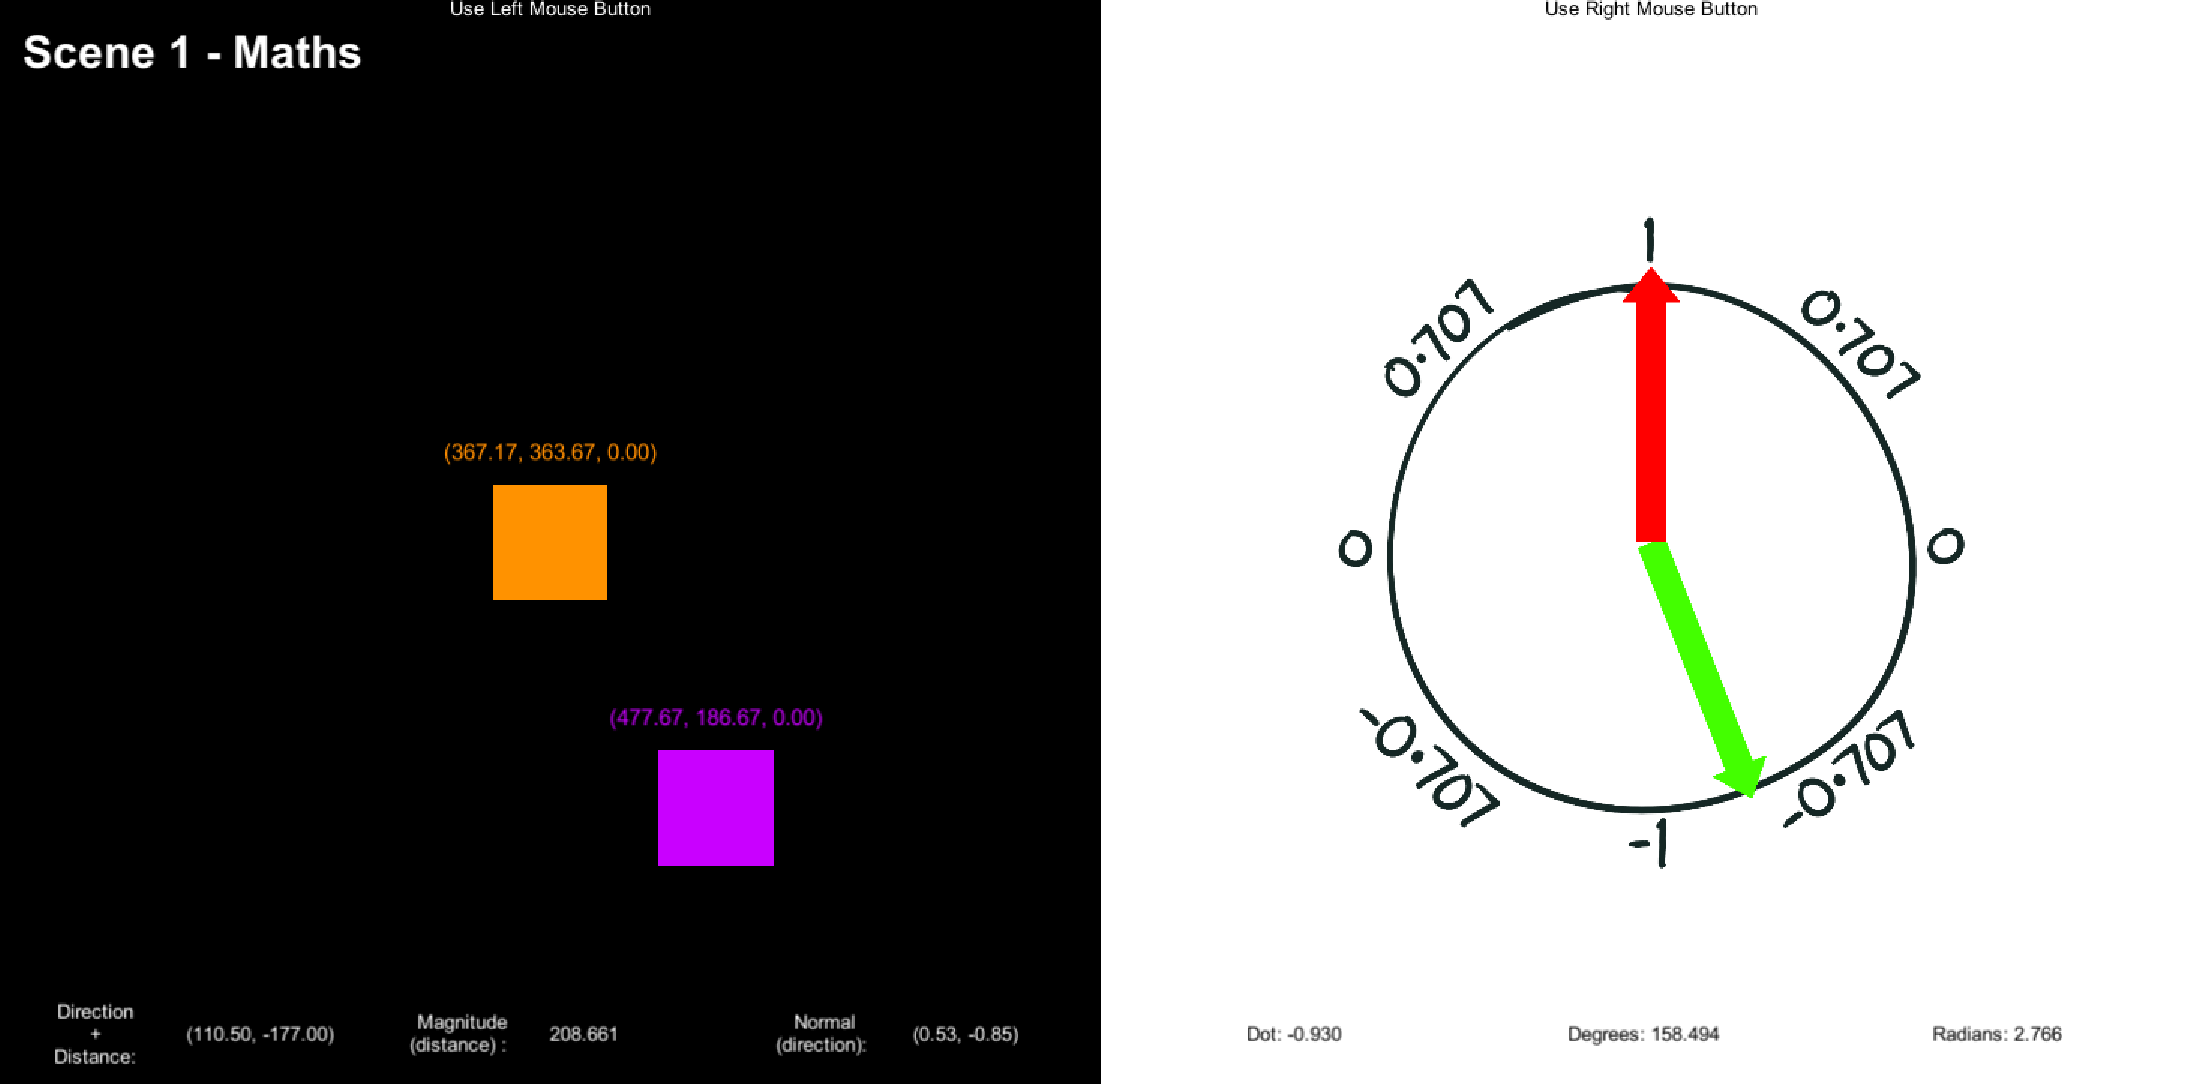 Use Left Mouse Button
Scene 1 - Maths
(367.17, 363.67, 0.00)
(477.67, 186.67, 0.00)
Direction
+
Distance:
(110.50, -177.00)
Magnitude
(distance) :
208.661
Normal
(direction):
(0.53, -0.85)
Use Right Mouse Button
1
0.707
0.707
0
0
-0.707
-0.707
-1
Dot: -0.930
Degrees: 158.494
Radians: 2.766